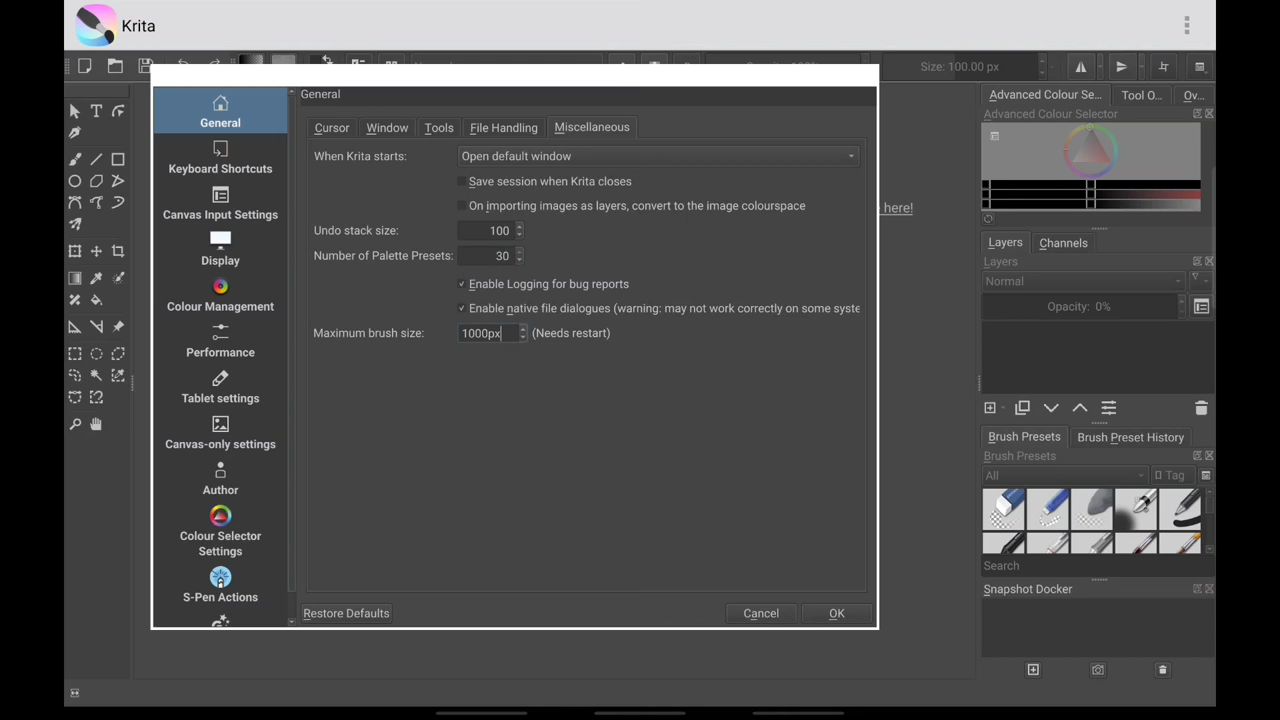 Krita
Size: 100.00 px
General
Keyboard Shortcuts
Canvas Input Settings
Display
Colour Management
Performance
Tablet settings
Canvas-only settings
Author
Colour Selector
Settings
S-Pen Actions
General
Cursor Window Tools File Handling Miscellaneous
When Krita starts: Open default window
Save session when Krita closes
On importing images as layers, convert to the image colourspace
Undo stack size: 100
Number of Palette Presets: 30
Enable Logging for bug reports
Enable native file dialogues (warning: may not work correctly on some syste
Maximum brush size: 1000px (Needs restart)
Restore Defaults Cancel OK
here!
Advanced Colour Se... Tool O... Ov...
Advanced Colour Selector
Layers Channels
Layers
Normal
Opacity: 0%
Brush Presets Brush Preset History
Brush Presets
All Tag
Search
Snapshot Docker